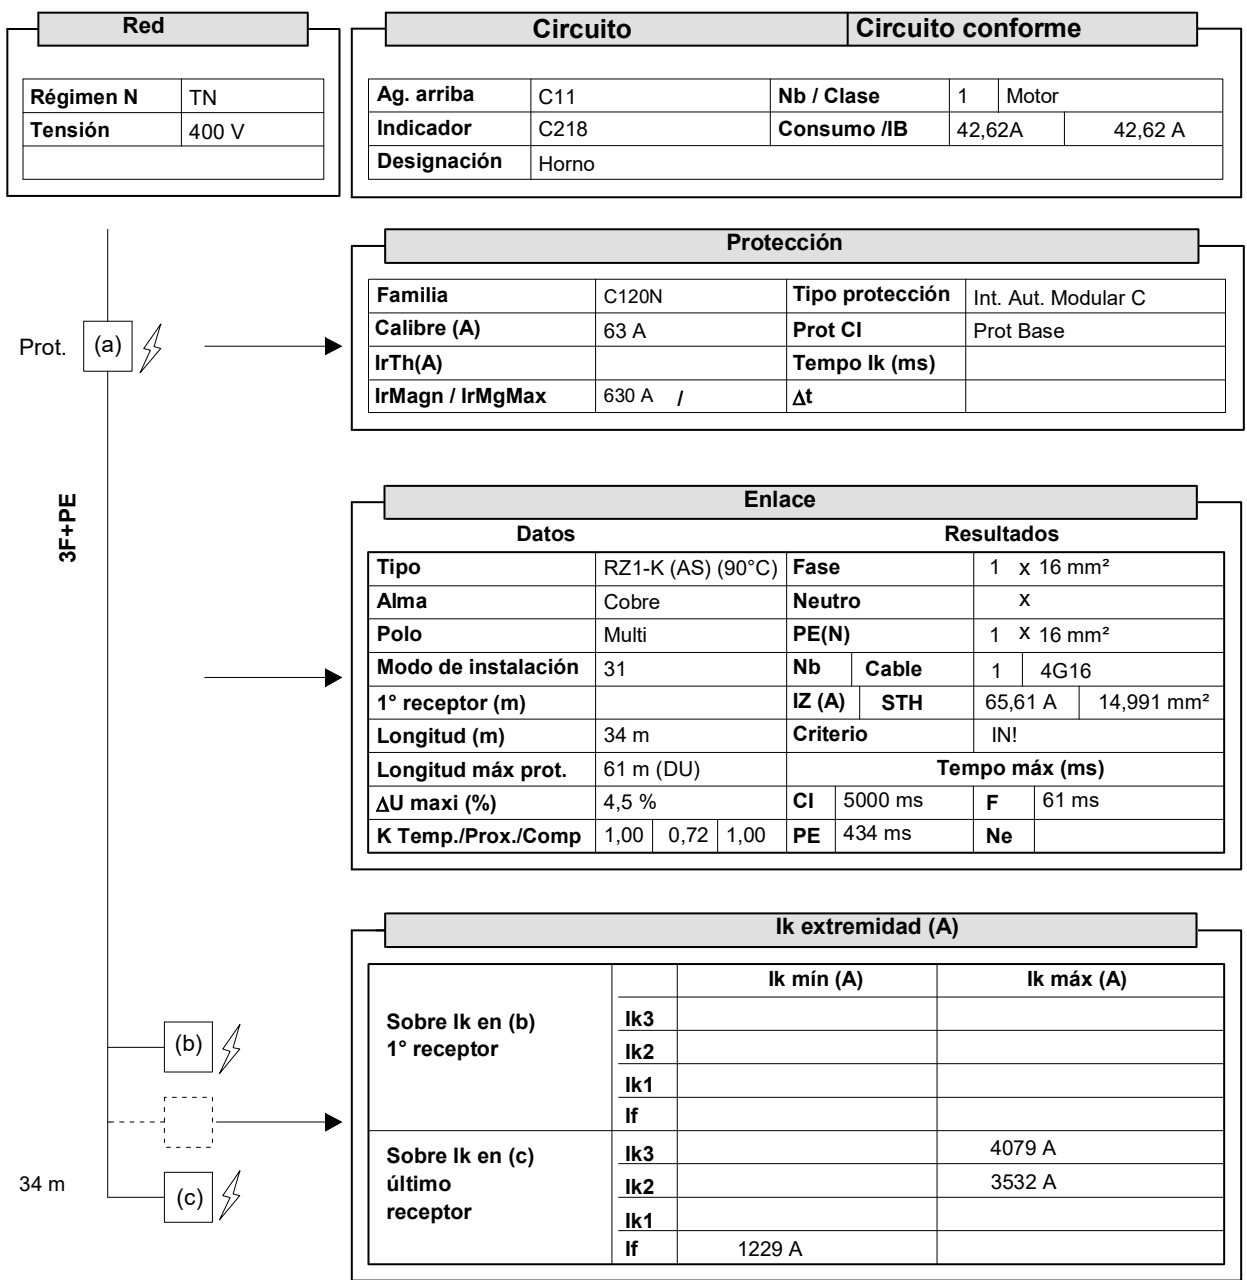 Red
Régimen N TN
Tensión 400 V
Circuito Circuito conforme
Ag. arriba C11 Nb / Clase 1 Motor
Indicador C218 Consumo /IB 42,62A 42,62 A
Designación Horno
Prot. (a)
Protección
Familia C120N Tipo protección Int. Aut. Modular C
Calibre (A) 63 A Prot CI Prot Base
IrTh(A) Tempo Ik (ms)
IrMagn / IrMgMax 630 A / Δt
3F+PE
Enlace
Datos Resultados
Tipo RZ1-K (AS) (90°C) Fase 1 x 16 mm²
Alma Cobre Neutro x
Polo Multi PE(N) 1 x 16 mm²
Modo de instalación 31 Nb Cable 1 4G16
1° receptor (m) IZ (A) STH 65,61 A 14,991 mm²
Longitud (m) 34 m Criterio IN!
Longitud máx prot. 61 m (DU) Tempo máx (ms)
ΔU maxi (%) 4,5 % CI 5000 ms F 61 ms
K Temp./Prox./Comp 1,00 0,72 1,00 PE 434 ms Ne
Ik extremidad (A)
Ik mín (A) Ik máx (A)
(b)
Sobre Ik en (b)
1° receptor
Ik3
Ik2
Ik1
If
34 m (c)
Sobre Ik en (c)
último
receptor
Ik3 4079 A
Ik2 3532 A
Ik1
If 1229 A